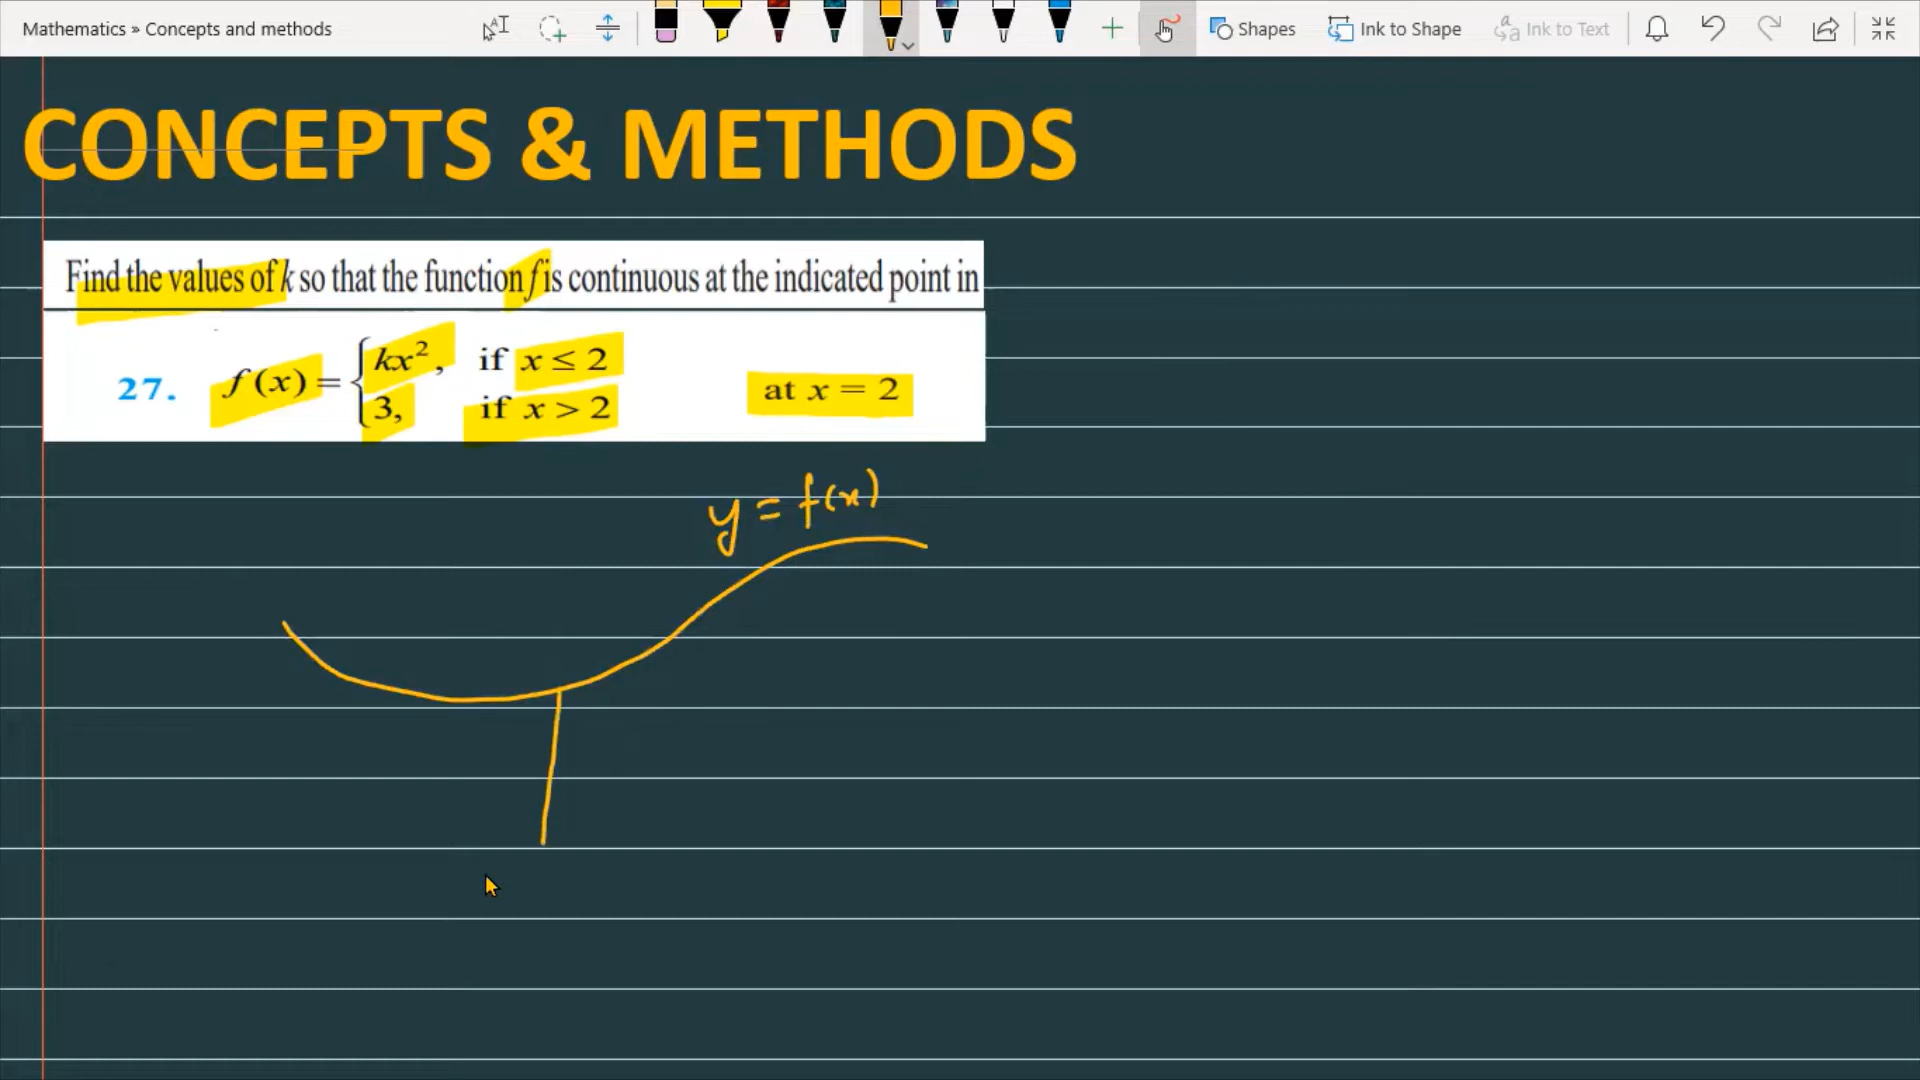 Mathematics » Concepts and methods
Shapes
Ink to Shape
Ink to Text
CONCEPTS & METHODS
Find the values of k so that the function f is continuous at the indicated point in
27. f(x) = { kx², if x ≤ 2
3, if x > 2
at x = 2
y = f(x)